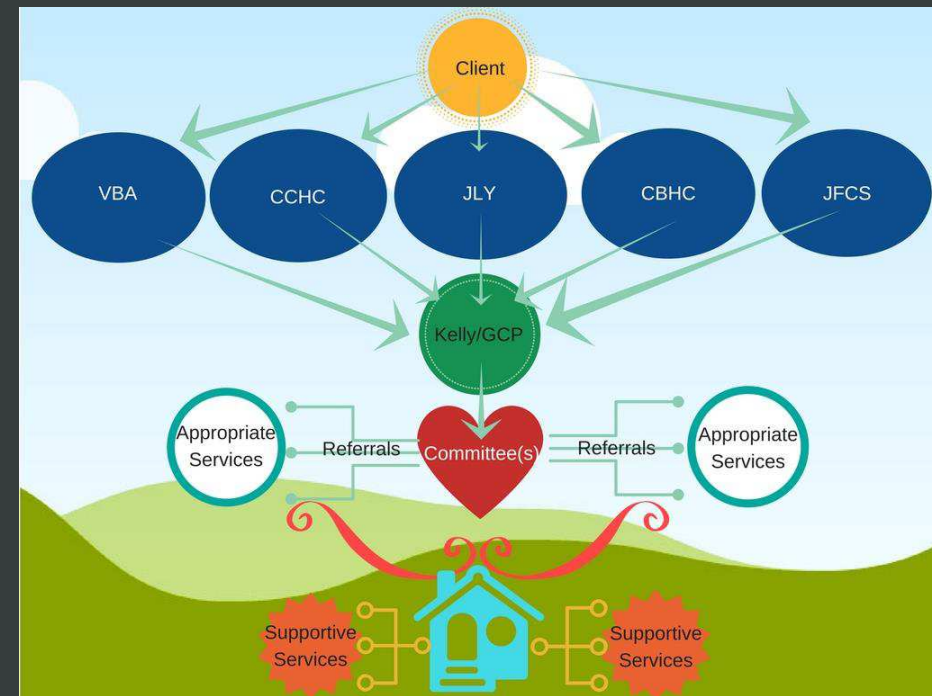 Client
VBA
CCHC
JLY
CBHC
JFCS
Kelly/GCP
Appropriate
Services
Referrals
Committee(s)
Referrals
Appropriate
Services
Supportive
Services
Supportive
Services